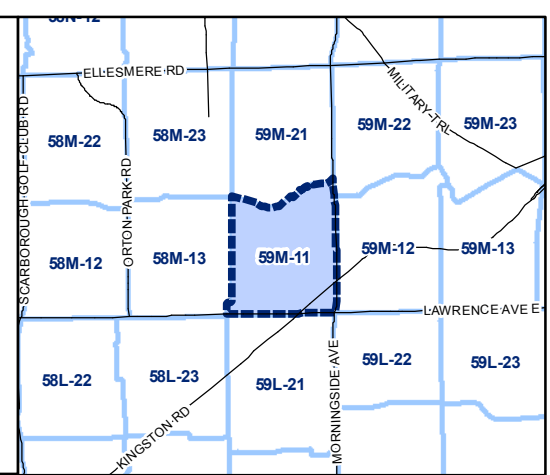 ELLESMERE RD
MILITARY TRL
58M-22
58M-23
59M-21
59M-22
59M-23
SCARBOROUGH GOLF CLUB RD
ORTON PARK RD
58M-12
58M-13
59M-11
59M-12
59M-13
LAWRENCE AVE E
58L-22
58L-23
59L-21
59L-22
59L-23
KINGSTON RD
MORNINGSIDE AVE